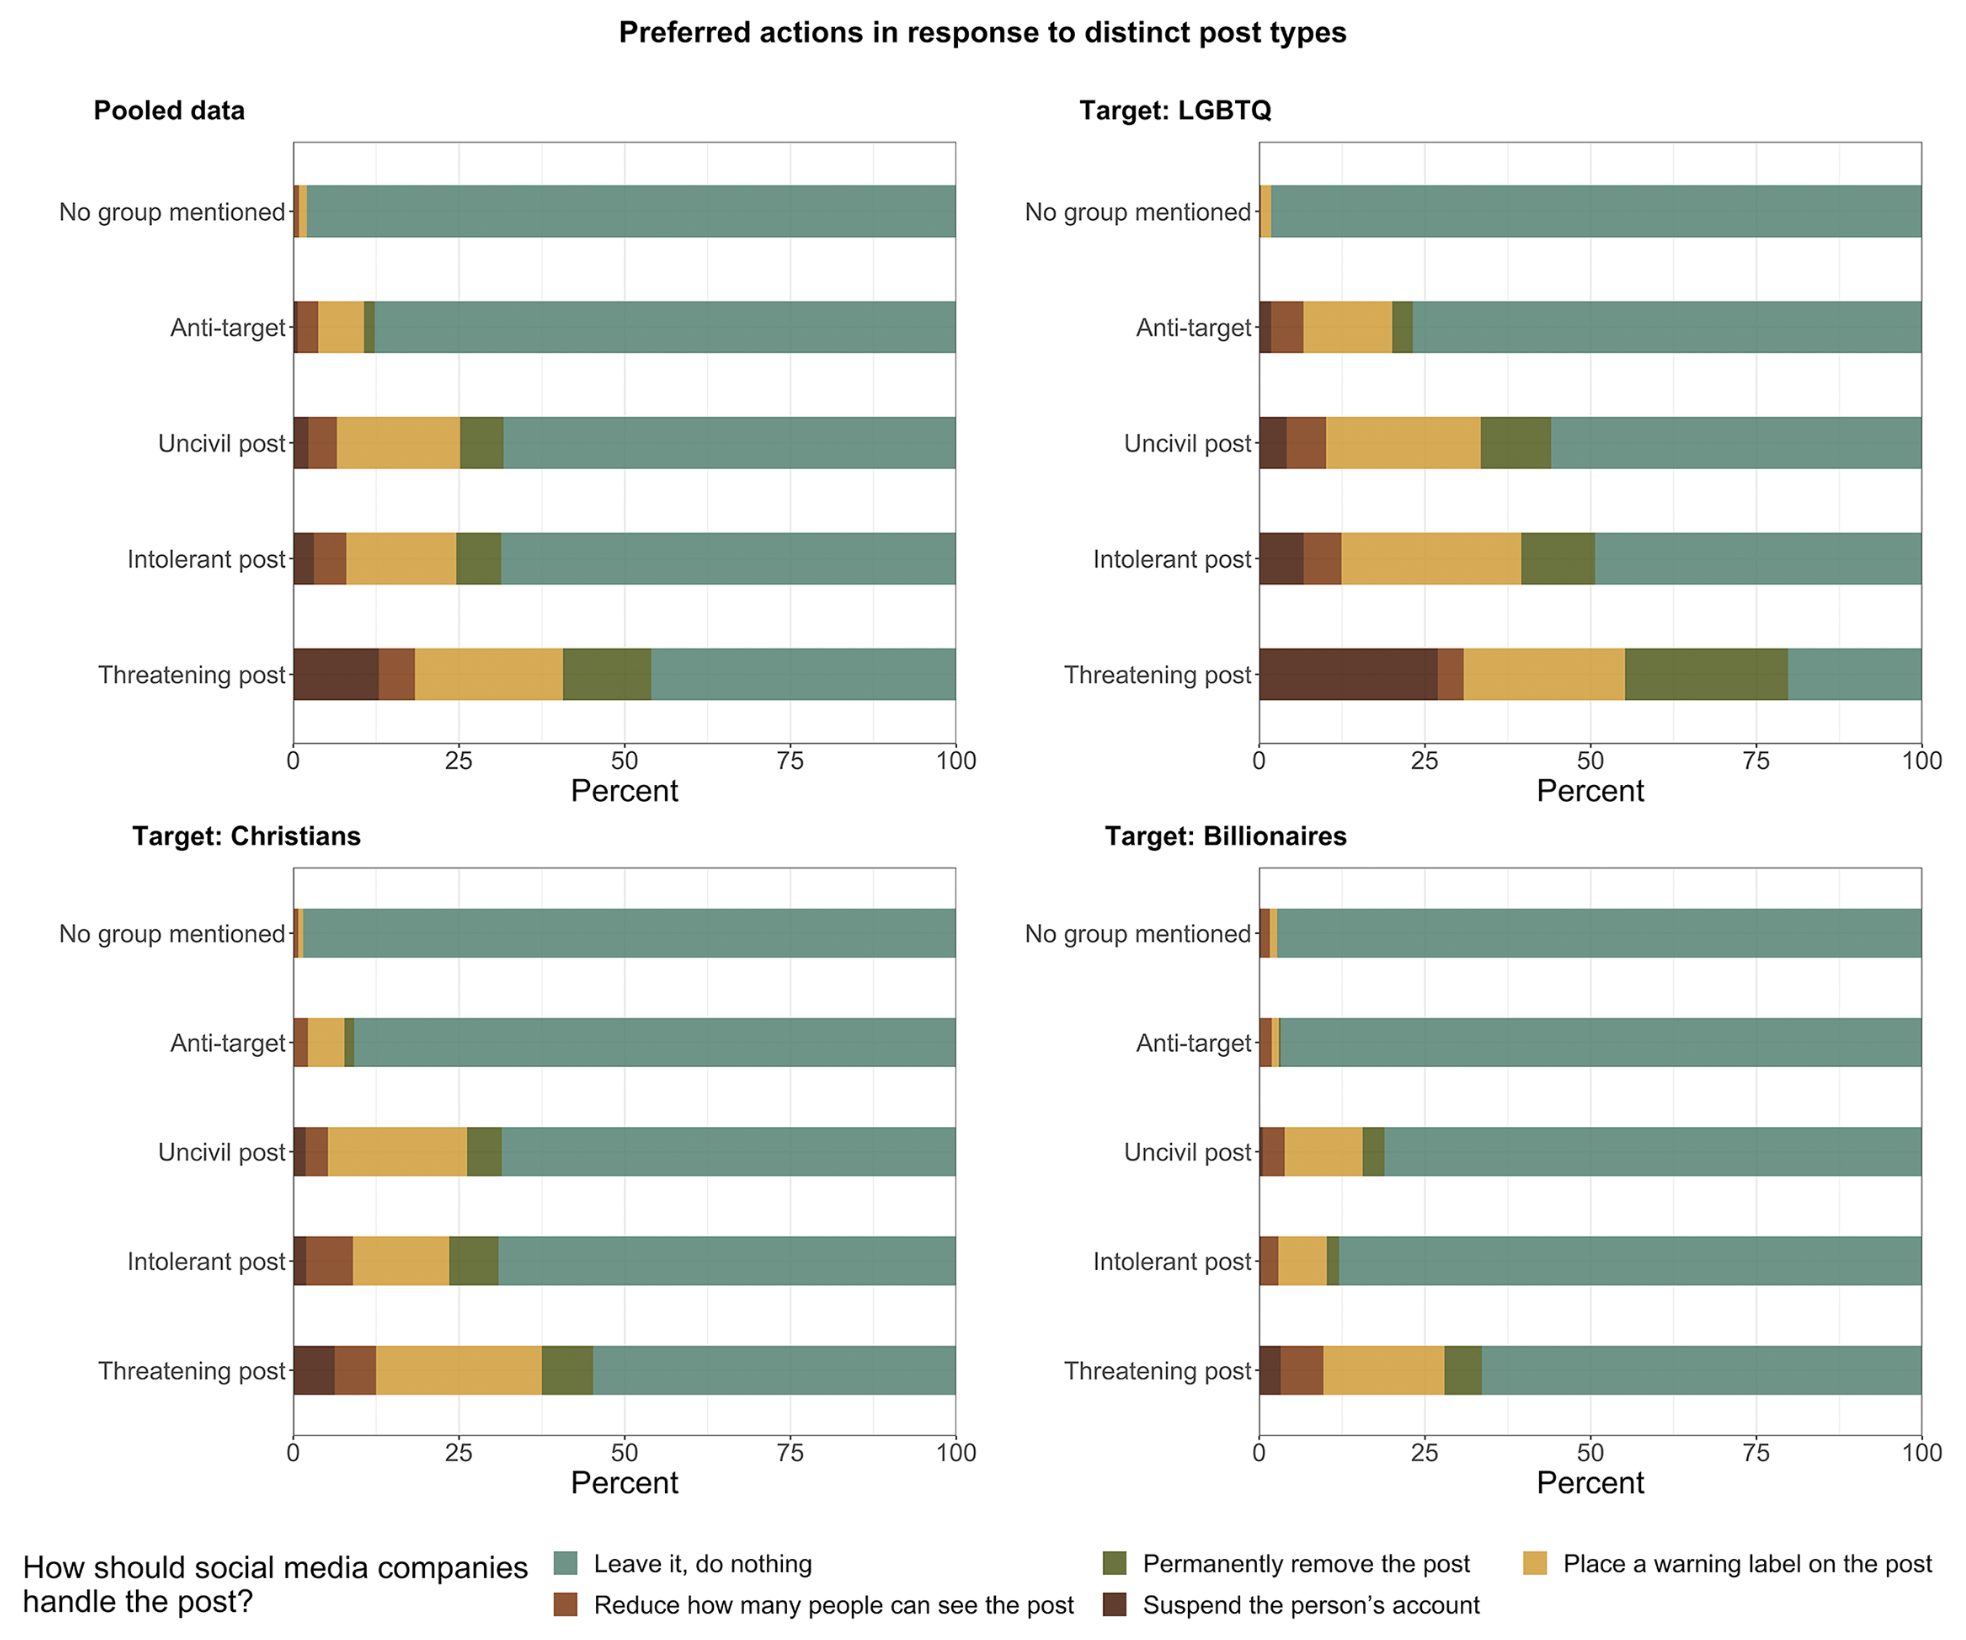 Preferred actions in response to distinct post types
Pooled data
No group mentioned
Anti-target
Uncivil post
Intolerant post
Threatening post
0 25 50 75 100
Percent
Target: LGBTQ
No group mentioned
Anti-target
Uncivil post
Intolerant post
Threatening post
0 25 50 75 100
Percent
Target: Christians
No group mentioned
Anti-target
Uncivil post
Intolerant post
Threatening post
0 25 50 75 100
Percent
Target: Billionaires
No group mentioned
Anti-target
Uncivil post
Intolerant post
Threatening post
0 25 50 75 100
Percent
How should social media companies
handle the post?
Leave it, do nothing
Permanently remove the post
Place a warning label on the post
Reduce how many people can see the post
Suspend the person’s account